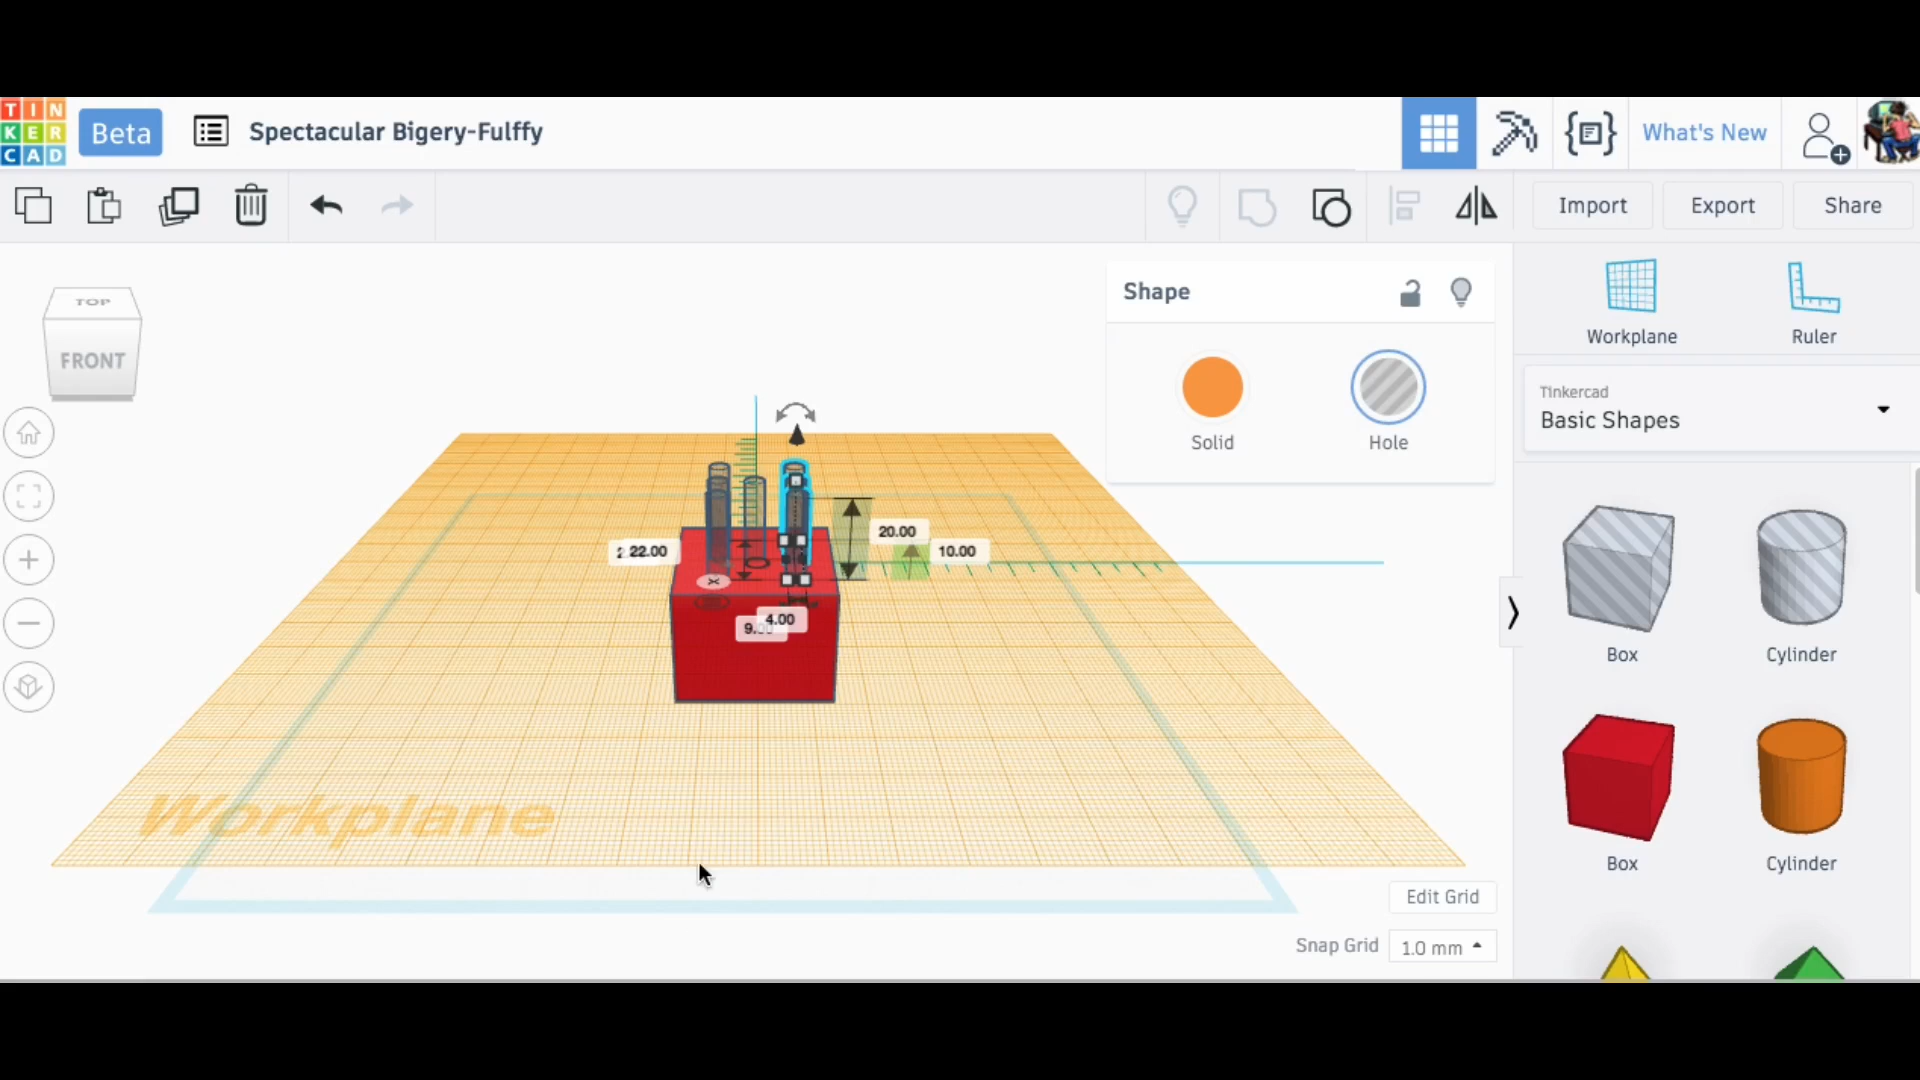 TIN
KER
CAD
Beta
Spectacular Bigery-Fulffy
What's New
Import
Export
Share
TOP
FRONT
Shape
Solid
Hole
Workplane
Ruler
Tinkercad
Basic Shapes
Box
Cylinder
Box
Cylinder
22.00
20.00
10.00
4.00
Workplane
Edit Grid
Snap Grid
1.0 mm